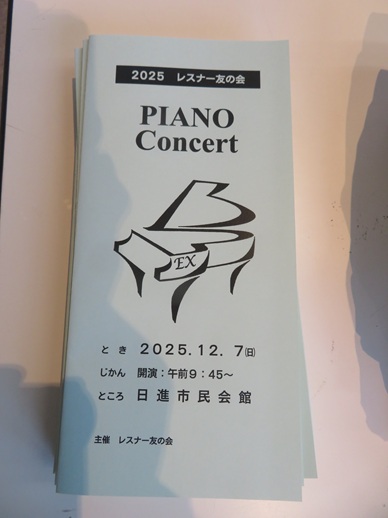 2025 レスナー友の会
PIANO
Concert
EX
とき 2025.12. 7(日)
じかん 開演：午前9：45～
ところ 日進市民会館
主催 レスナー友の会